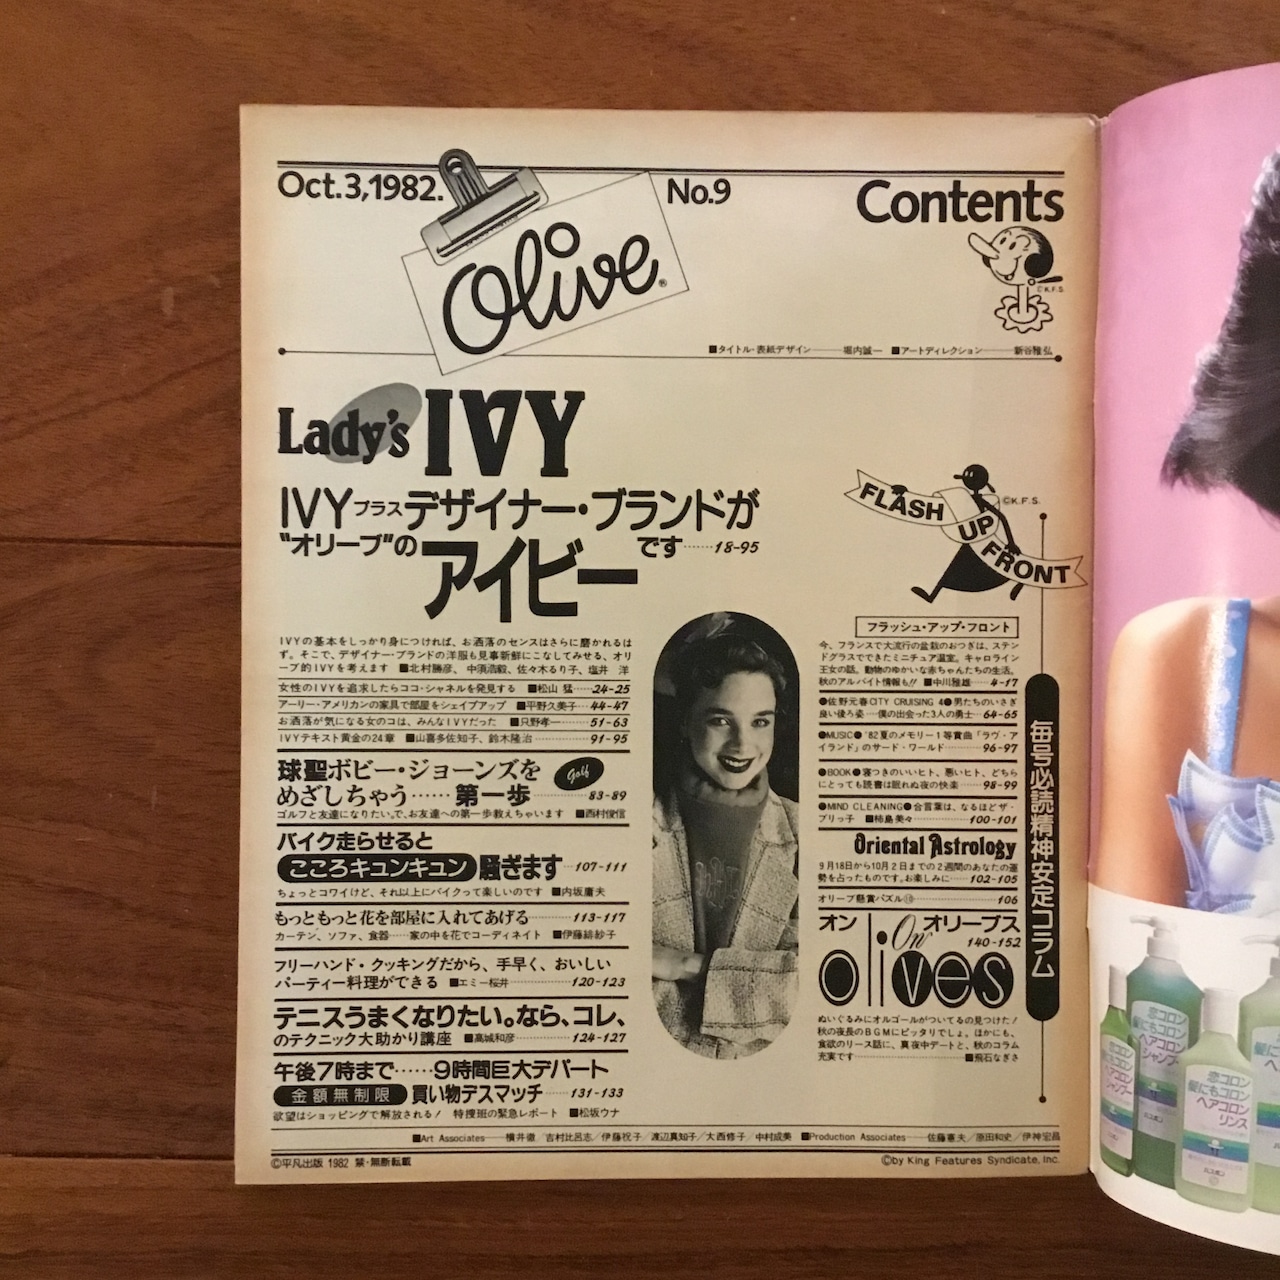 Oct.3,1982.
No.9
Contents
Olive®
©K.F.S.
■タイトル・表紙デザイン——堀内誠一 ■アートディレクション——新谷雅弘
Lady's IVY
IVYプラスデザイナー・ブランドが
"オリーブ"のアイビーです……18-95
IVYの基本をしっかり身につければ、お洒落のセンスはさらに磨かれるは
ず。そこで、デザイナー・ブランドの洋服も見事新鮮にこなしてみせる、オリ
ーブ的IVYを考えます ■北村勝彦、中須浩毅、佐々木るり子、塩井 洋
女性のIVYを追求したらココ・シャネルを発見する ■松山 猛……24-25
アーリー・アメリカンの家具で部屋をシェイプアップ ■平野久美子…44-47
お洒落が気になる女のコは、みんなIVYだった ■只野孝一……51-63
IVYテキスト黄金の24章 ■山喜多佐知子、鈴木隆治……91-95
球聖ボビー・ジョーンズを
Golf
めざしちゃう……第一歩……83-89
ゴルフと友達になりたい。で、お友達への第一歩教えちゃいます ■西村俊信
バイク走らせると
こころキュンキュン騒ぎます…107-111
ちょっとコワイけど、それ以上にバイクって楽しいのです ■内坂庸夫
もっともっと花を部屋に入れてあげる……113-117
カーテン、ソファ、食器……家の中を花でコーディネイト ■伊藤緋紗子
フリーハンド・クッキングだから、手早く、おいしい
パーティー料理ができる ■エミー桜井……120-123
テニスうまくなりたい。なら、コレ、
のテクニック大助かり講座 ■高城和彦……124-127
午後7時まで……9時間巨大デパート
金額無制限 買い物デスマッチ……131-133
欲望はショッピングで解放される! 特捜班の緊急レポート ■松坂ウナ
FLASH UP FRONT
©K.F.S.
フラッシュ・アップ・フロント
今、フランスで大流行の盆栽のおつぎは、ステン
ドグラスでできたミニチュア温室。キャロライン
王女の話。動物のゆかいな赤ちゃんたちの生活。
秋のアルバイト情報も!! ■中川雅雄……4-17
●佐野元春CITY CRUISING 4●男たちのいさぎ
良い後ろ姿……僕の出会った3人の勇士…64-65
●MUSIC●'82夏のメモリー1等賞曲「ラヴ・ア
イランド」のサード・ワールド……96-97
●BOOK●寝つきのいいヒト、悪いヒト、どちら
にとっても読書は眠れぬ夜の快楽……98-99
●MIND CLEANING●合言葉は、なるほどザ・
ブリっ子 ■柿島美々……100-101
Oriental Astrology
9月18日から10月2日までの2週間のあなたの運
勢を占ったものです。お楽しみに……102-105
オリーブ懸賞パズル⑩……106
オン On オリーブス
140-152
olives
ぬいぐるみにオルゴールがついてるの見つけた!
秋の夜長のBGMにピッタリでしょ。ほかにも、
食欲のリース話に、真夜中デートと、秋のコラム
充実です……■飛石なぎさ
毎号必読精神安定コラム
■Art Associates——横井徹/吉村比呂志/伊藤祝子/渡辺真知子/大西修子/中村成美 ■Production Associates——佐藤憲夫/原田和史/伊神宏昌
©平凡出版 1982 禁・無断転載
©by King Features Syndicate, Inc.
恋コロン
髪にもコロン
ヘアコロン
シャンプー
恋コロン
髪にもコロン
ヘアコロン
リンス